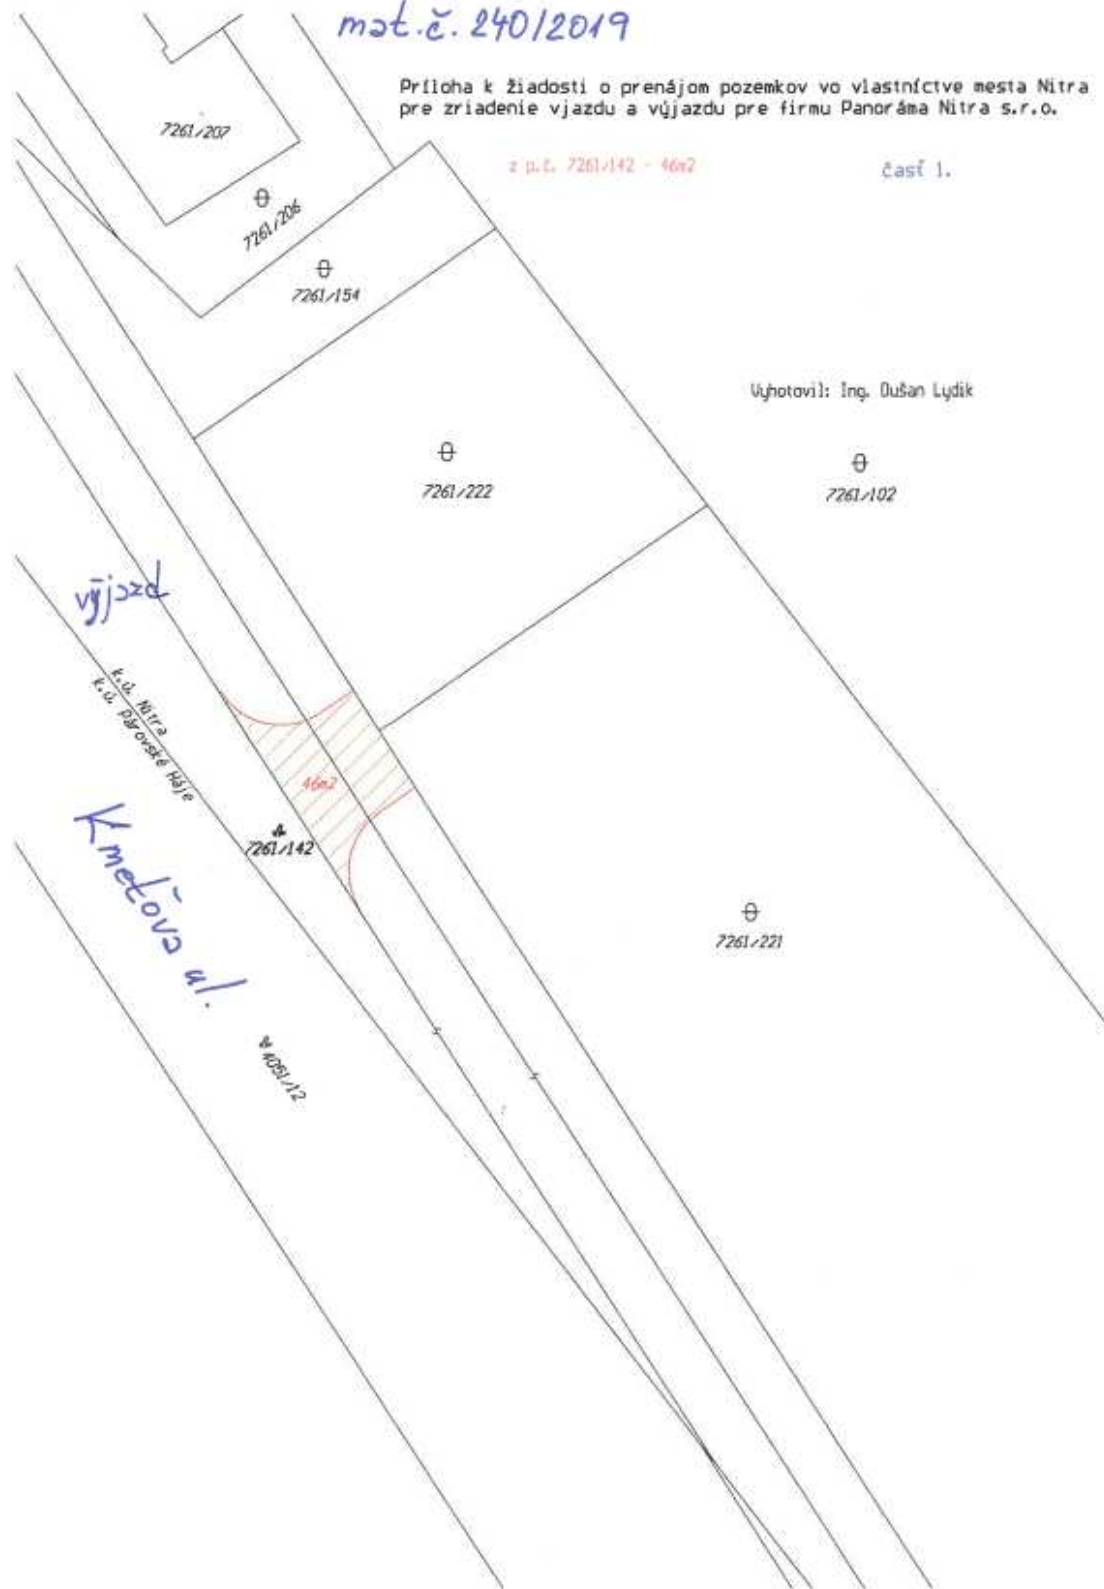 mat.č. 240/2019
Príloha k žiadosti o prenájom pozemkov vo vlastníctve mesta Nitra
pre zriadenie vjazdu a výjazdu pre firmu Panoráma Nitra s.r.o.
z p.č. 7261/142 - 46m2
časť 1.
7261/207
7261/206
7261/154
Vyhotovil: Ing. Dušan Lydik
7261/222
7261/102
výjazd
k.ú. Nitra
k.ú. Párovské Háje
46m2
7261/142
Kmeťova ul.
7261/221
4051/12